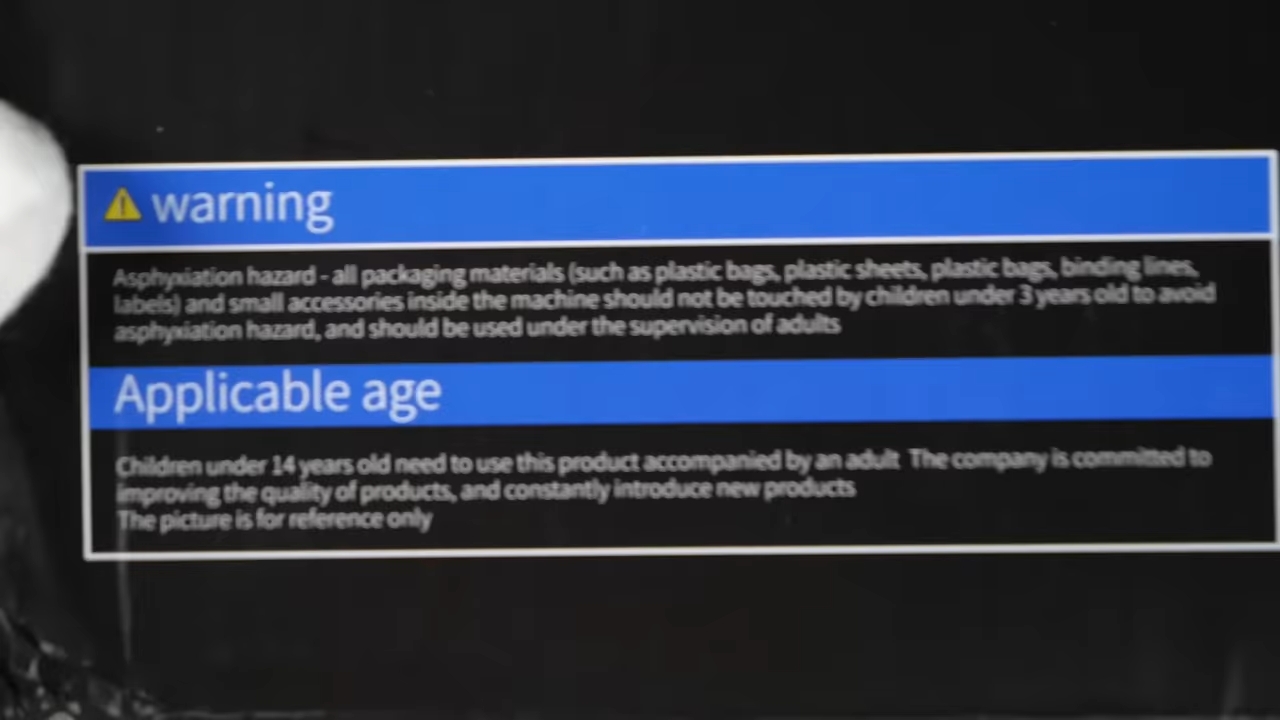 warning
Asphyxiation hazard - all packaging materials (such as plastic bags, plastic sheets, plastic bags, binding lines,
labels) and small accessories inside the machine should not be touched by children under 3 years old to avoid
asphyxiation hazard, and should be used under the supervision of adults
Applicable age
Children under 14 years old need to use this product accompanied by an adult The company is committed to
improving the quality of products, and constantly introduce new products
The picture is for reference only